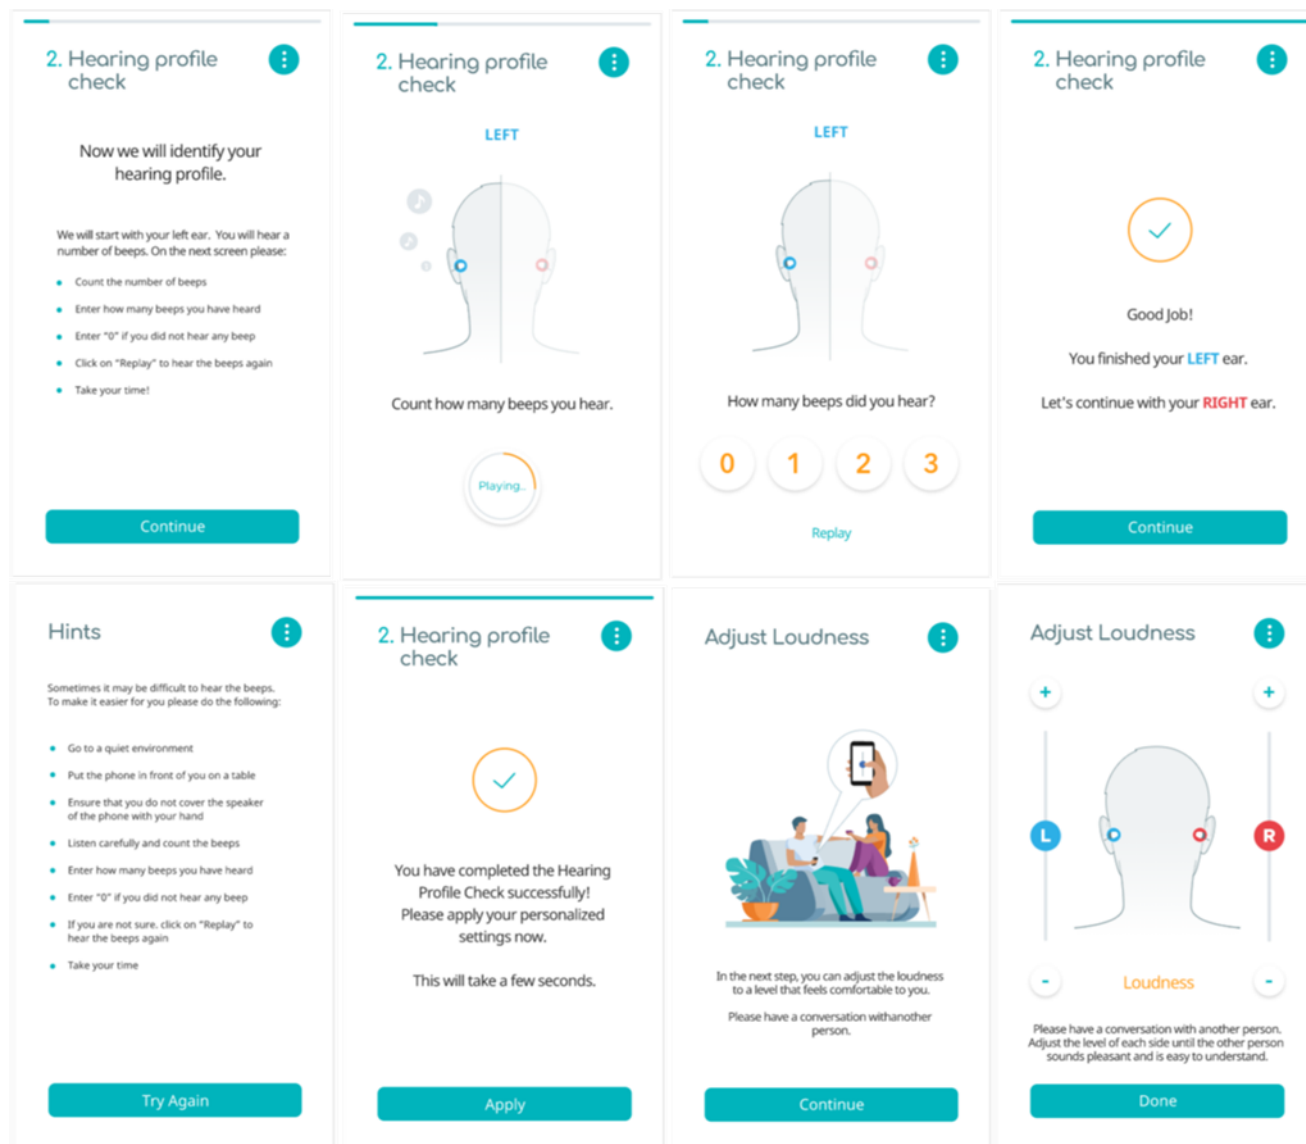 2. Hearing profile
check
Now we will identify your
hearing profile.
We will start with your left ear. You will hear a
number of beeps. On the next screen please:
Count the number of beeps
Enter how many beeps you have heard
Enter "0" if you did not hear any beep
Click on "Replay" to hear the beeps again
Take your time!
Continue
2. Hearing profile
check
LEFT
Count how many beeps you hear.
Playing..
2. Hearing profile
check
LEFT
How many beeps did you hear?
0 1 2 3
Replay
2. Hearing profile
check
Good Job!
You finished your LEFT ear.
Let's continue with your RIGHT ear.
Continue
Hints
Sometimes it may be difficult to hear the beeps.
To make it easier for you please do the following:
Go to a quiet environment
Put the phone in front of you on a table
Ensure that you do not cover the speaker
of the phone with your hand
Listen carefully and count the beeps
Enter how many beeps you have heard
Enter "0" if you did not hear any beep
If you are not sure. click on "Replay" to
hear the beeps again
Take your time
Try Again
2. Hearing profile
check
You have completed the Hearing
Profile Check successfully!
Please apply your personalized
settings now.
This will take a few seconds.
Apply
Adjust Loudness
In the next step, you can adjust the loudness
to a level that feels comfortable to you.
Please have a conversation withanother
person.
Continue
Adjust Loudness
+ +
L R
- Loudness -
Please have a conversation with another person.
Adjust the level of each side until the other person
sounds pleasant and is easy to understand.
Done